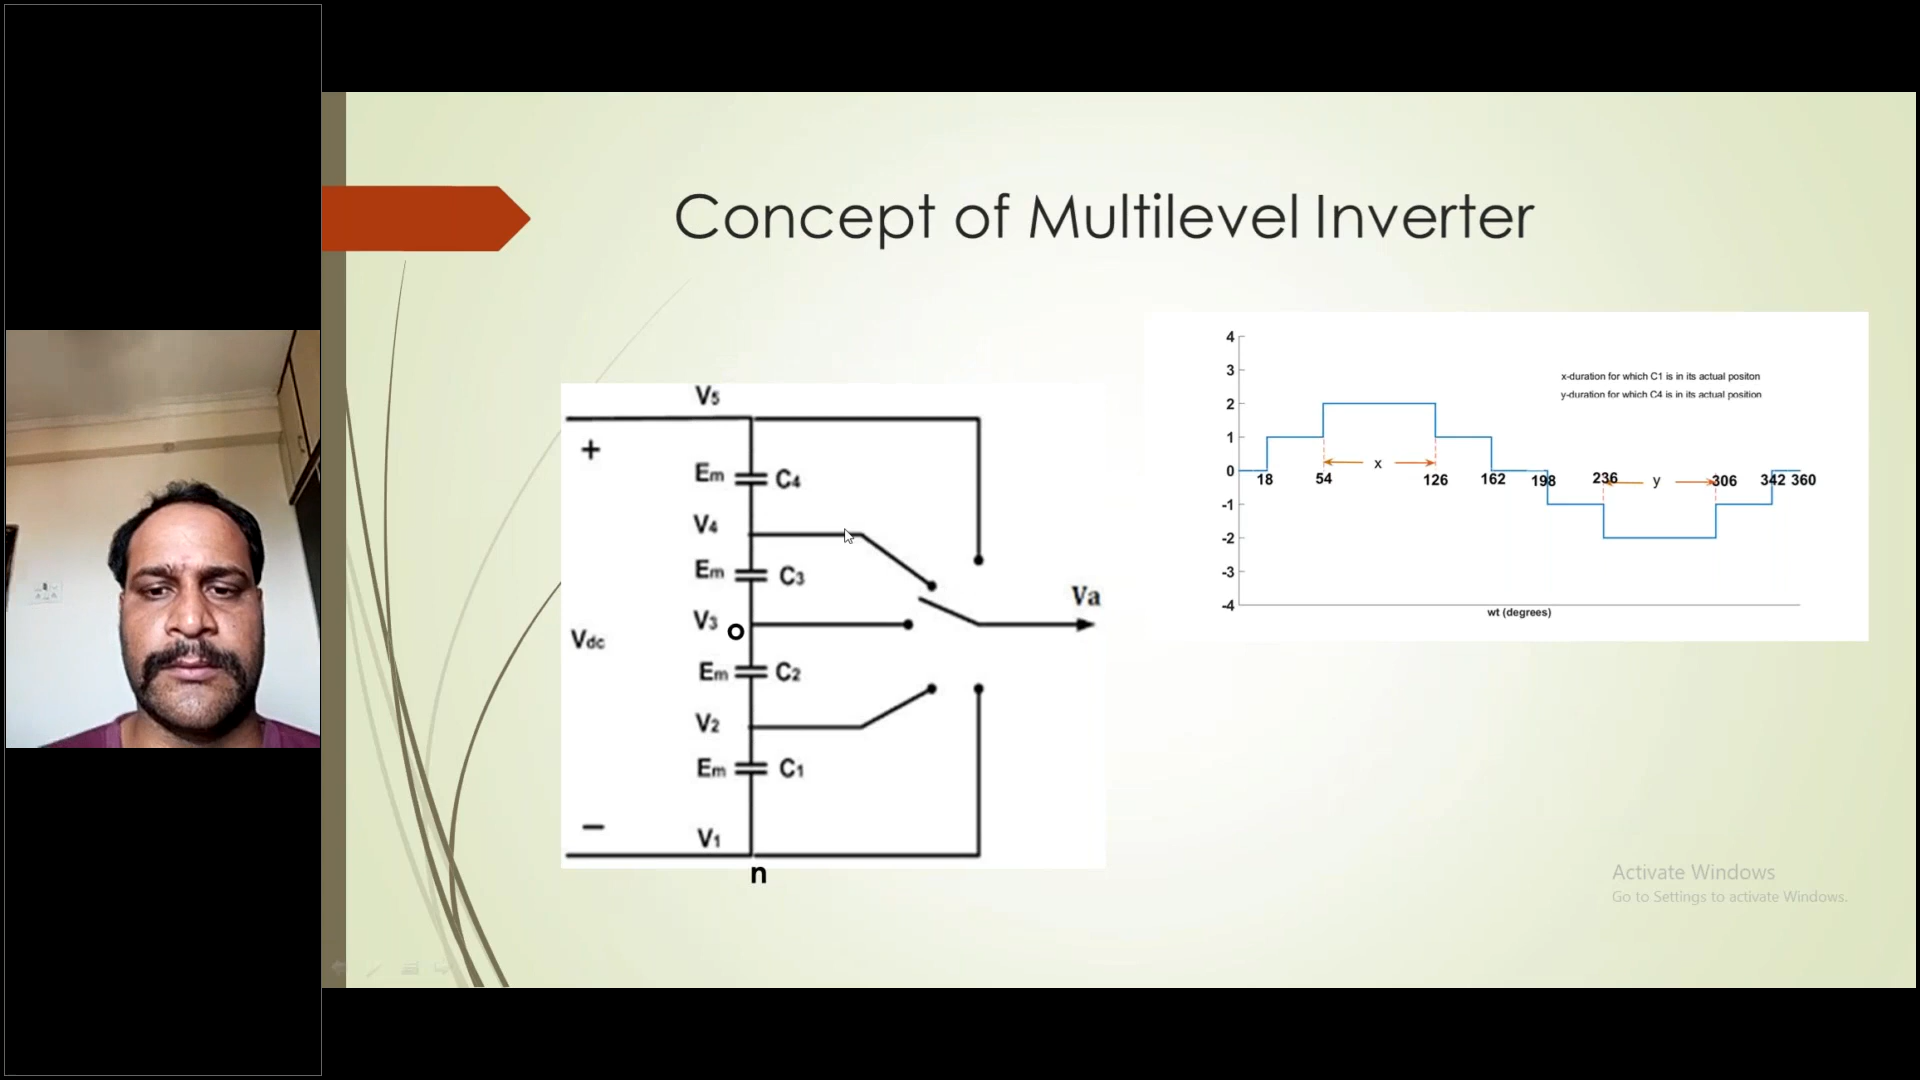 Concept of Multilevel Inverter
V5
+
Em C4
V4
Em C3
V3 o
Vdc
Em C2
V2
Em C1
–
V1
n
Va
4
3
2
1
0
-1
-2
-3
-4
x-duration for which C1 is in its actual positon
y-duration for which C4 is in its actual position
x
18 54 126 162 198 236 y 306 342 360
wt (degrees)
Activate Windows
Go to Settings to activate Windows.